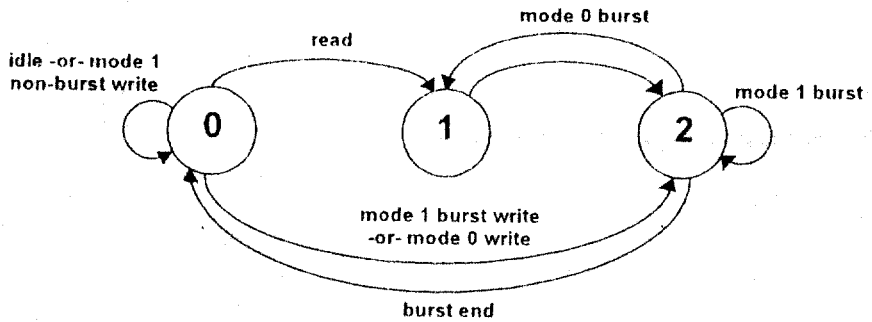 mode 0 burst
read
idle -or- mode 1
non-burst write
mode 1 burst
0
1
2
mode 1 burst write
-or- mode 0 write
burst end